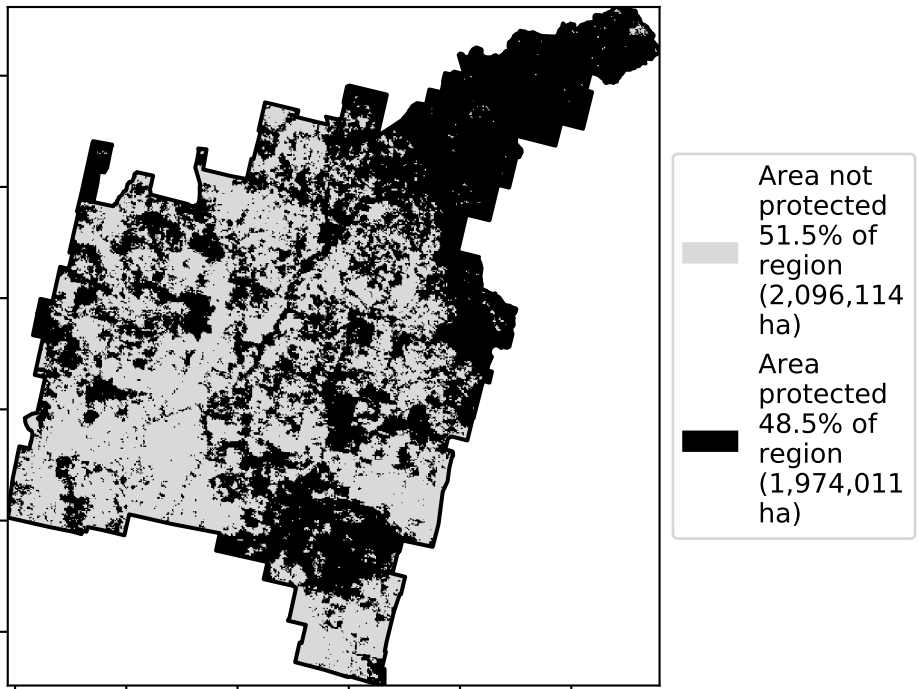 Area not
protected
51.5% of
region
(2,096,114
ha)
Area
protected
48.5% of
region
(1,974,011
ha)